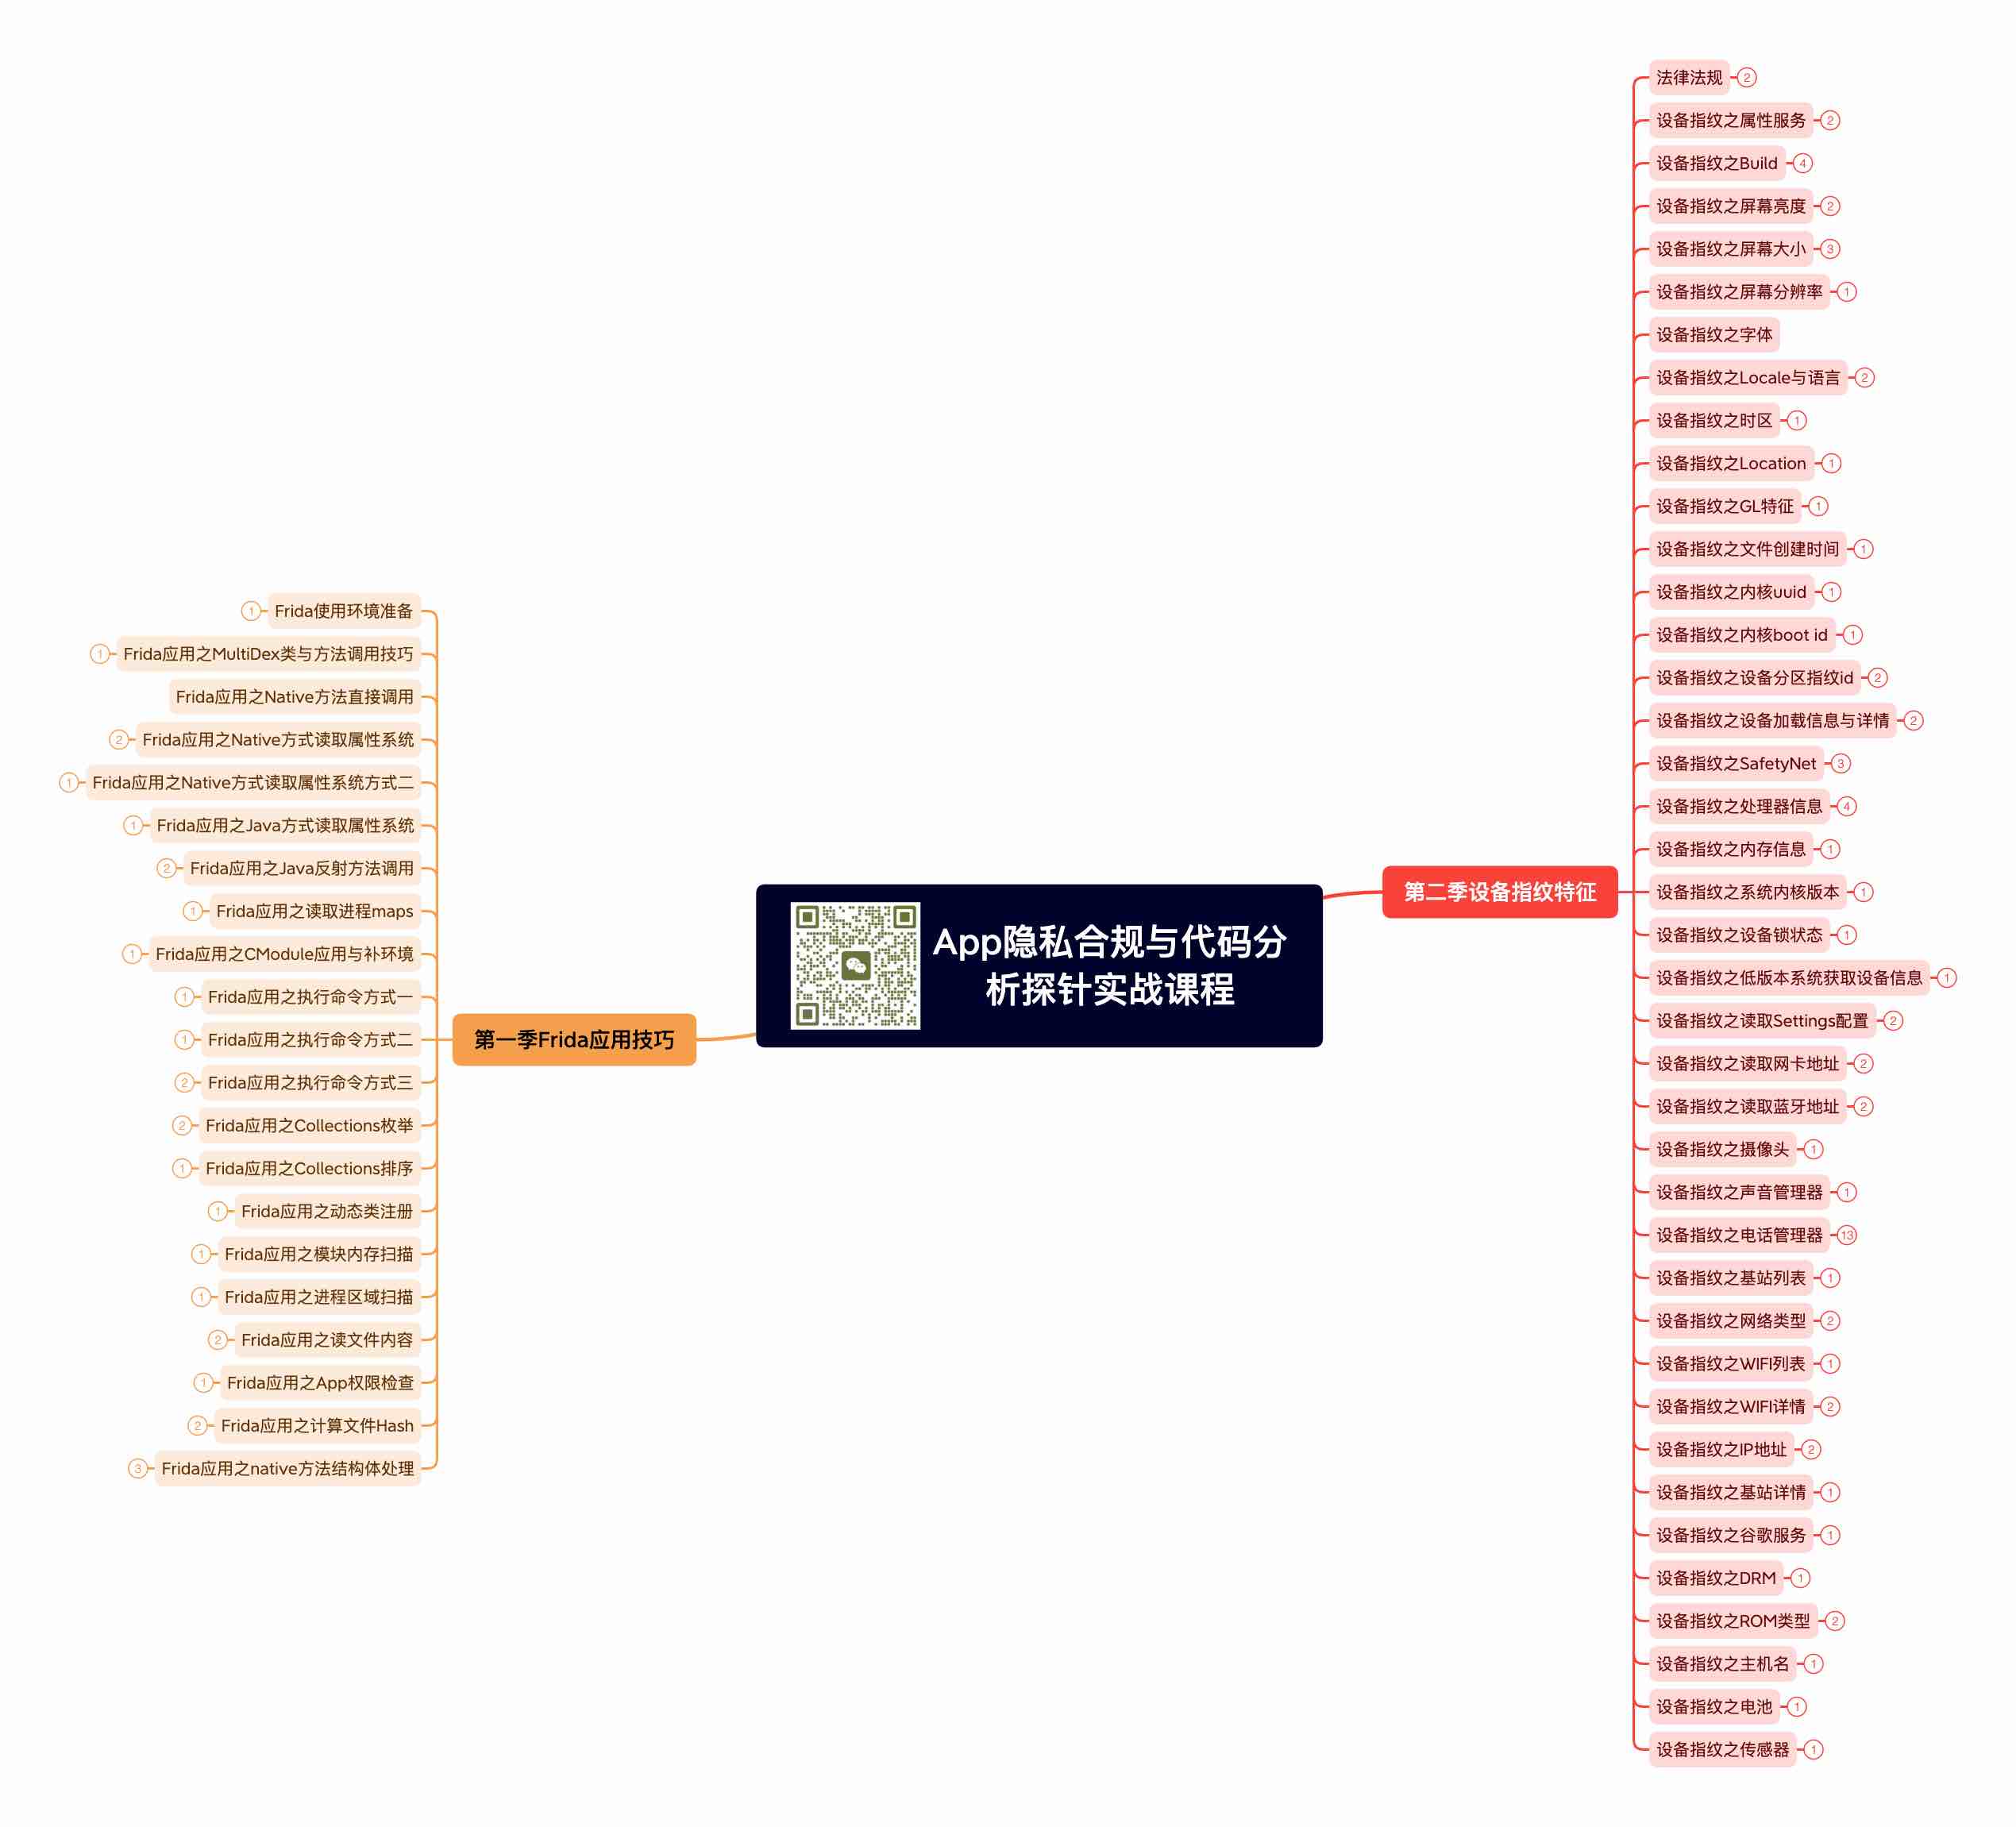 App隐私合规与代码分
析探针实战课程
第一季Frida应用技巧
Frida使用环境准备 1
Frida应用之MultiDex类与方法调用技巧 1
Frida应用之Native方法直接调用
Frida应用之Native方式读取属性系统 2
Frida应用之Native方式读取属性系统方式二 1
Frida应用之Java方式读取属性系统 1
Frida应用之Java反射方法调用 2
Frida应用之读取进程maps 1
Frida应用之CModule应用与补环境 1
Frida应用之执行命令方式一 1
Frida应用之执行命令方式二 1
Frida应用之执行命令方式三 2
Frida应用之Collections枚举 2
Frida应用之Collections排序 1
Frida应用之动态类注册 1
Frida应用之模块内存扫描 1
Frida应用之进程区域扫描 1
Frida应用之读文件内容 2
Frida应用之App权限检查 1
Frida应用之计算文件Hash 2
Frida应用之native方法结构体处理 3
第二季设备指纹特征
法律法规 2
设备指纹之属性服务 2
设备指纹之Build 4
设备指纹之屏幕亮度 2
设备指纹之屏幕大小 3
设备指纹之屏幕分辨率 1
设备指纹之字体
设备指纹之Locale与语言 2
设备指纹之时区 1
设备指纹之Location 1
设备指纹之GL特征 1
设备指纹之文件创建时间 1
设备指纹之内核uuid 1
设备指纹之内核boot id 1
设备指纹之设备分区指纹id 2
设备指纹之设备加载信息与详情 2
设备指纹之SafetyNet 3
设备指纹之处理器信息 4
设备指纹之内存信息 1
设备指纹之系统内核版本 1
设备指纹之设备锁状态 1
设备指纹之低版本系统获取设备信息 1
设备指纹之读取Settings配置 2
设备指纹之读取网卡地址 2
设备指纹之读取蓝牙地址 2
设备指纹之摄像头 1
设备指纹之声音管理器 1
设备指纹之电话管理器 13
设备指纹之基站列表 1
设备指纹之网络类型 2
设备指纹之WIFI列表 1
设备指纹之WIFI详情 2
设备指纹之IP地址 2
设备指纹之基站详情 1
设备指纹之谷歌服务 1
设备指纹之DRM 1
设备指纹之ROM类型 2
设备指纹之主机名 1
设备指纹之电池 1
设备指纹之传感器 1